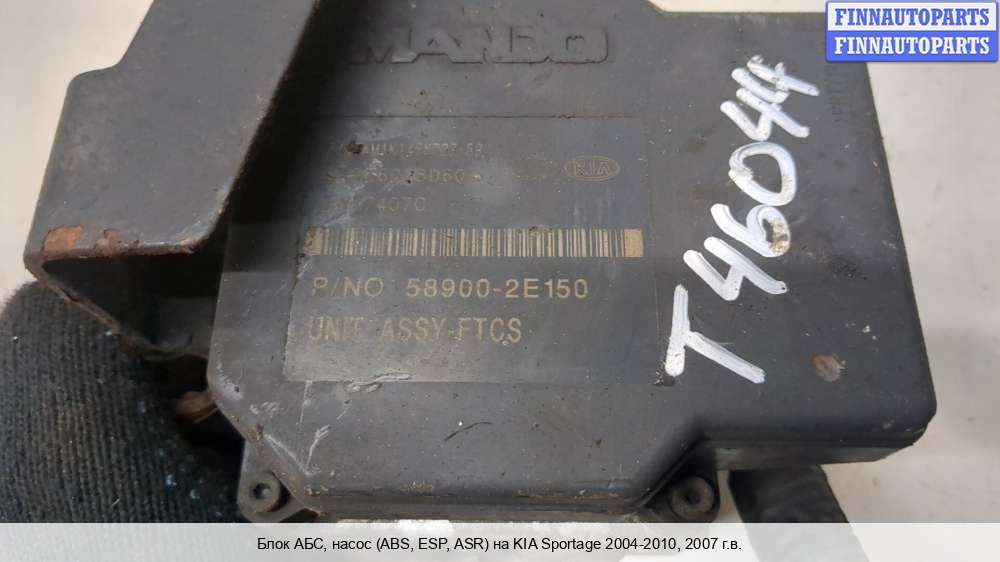 FINNAUTOPARTS
FINNAUTOPARTS
MANDO
KIA
P/NO 58900-2E150
UNIT ASSY-FTCS
T46044
Блок АБС, насос (ABS, ESP, ASR) на KIA Sportage 2004-2010, 2007 г.в.